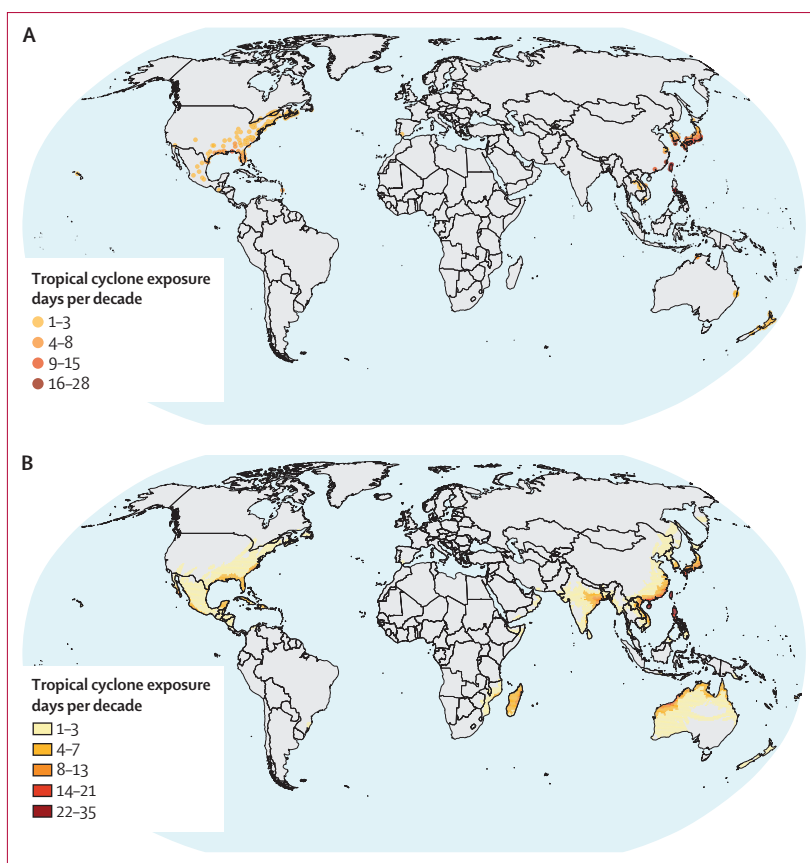 A
Tropical cyclone exposure
days per decade
1–3
4–8
9–15
16–28
B
Tropical cyclone exposure
days per decade
1–3
4–7
8–13
14–21
22–35